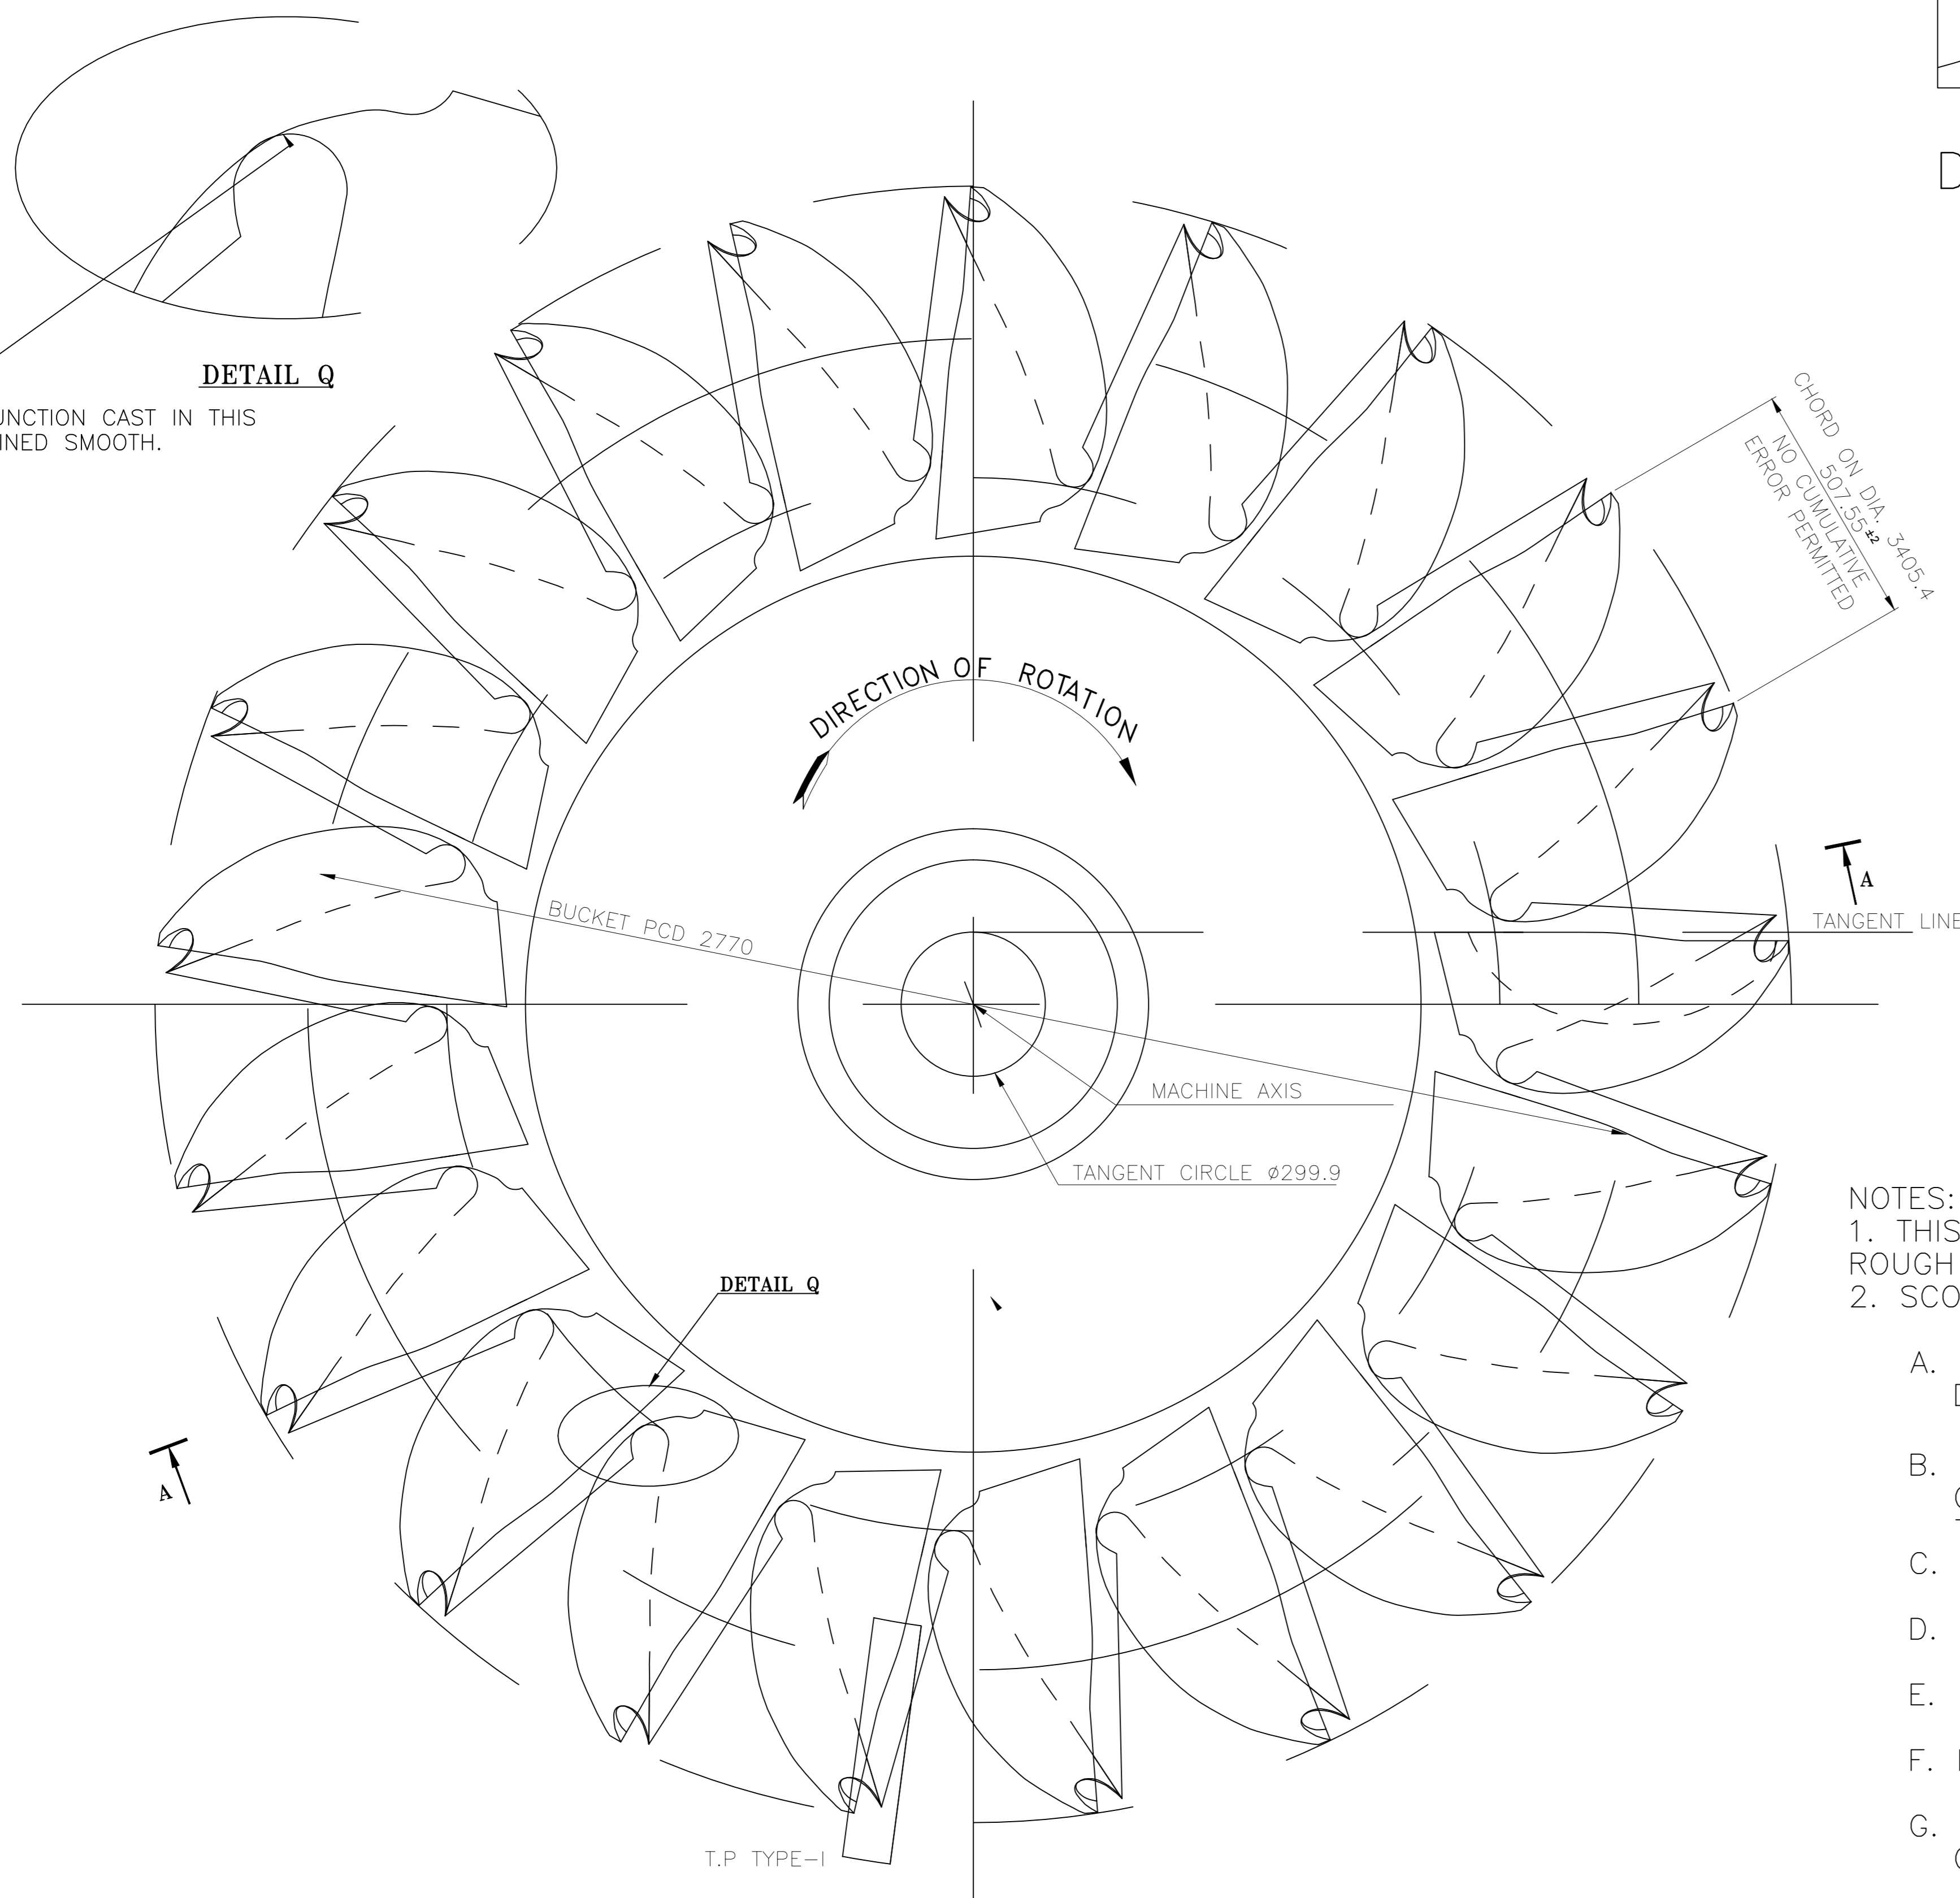 D
DETAIL Q
UNCTION CAST IN THIS
INED SMOOTH.
CHORD ON DIA. 3405.4
507.55±2
NO CUMULATIVE
ERROR PERMITTED
DIRECTION OF ROTATION
A
TANGENT LINE
BUCKET PCD 2770
MACHINE AXIS
TANGENT CIRCLE ø299.9
NOTES:
1. THIS
ROUGH
2. SCO
DETAIL Q
A.
B.
A
C.
D.
E.
F.
G.
T.P TYPE-I